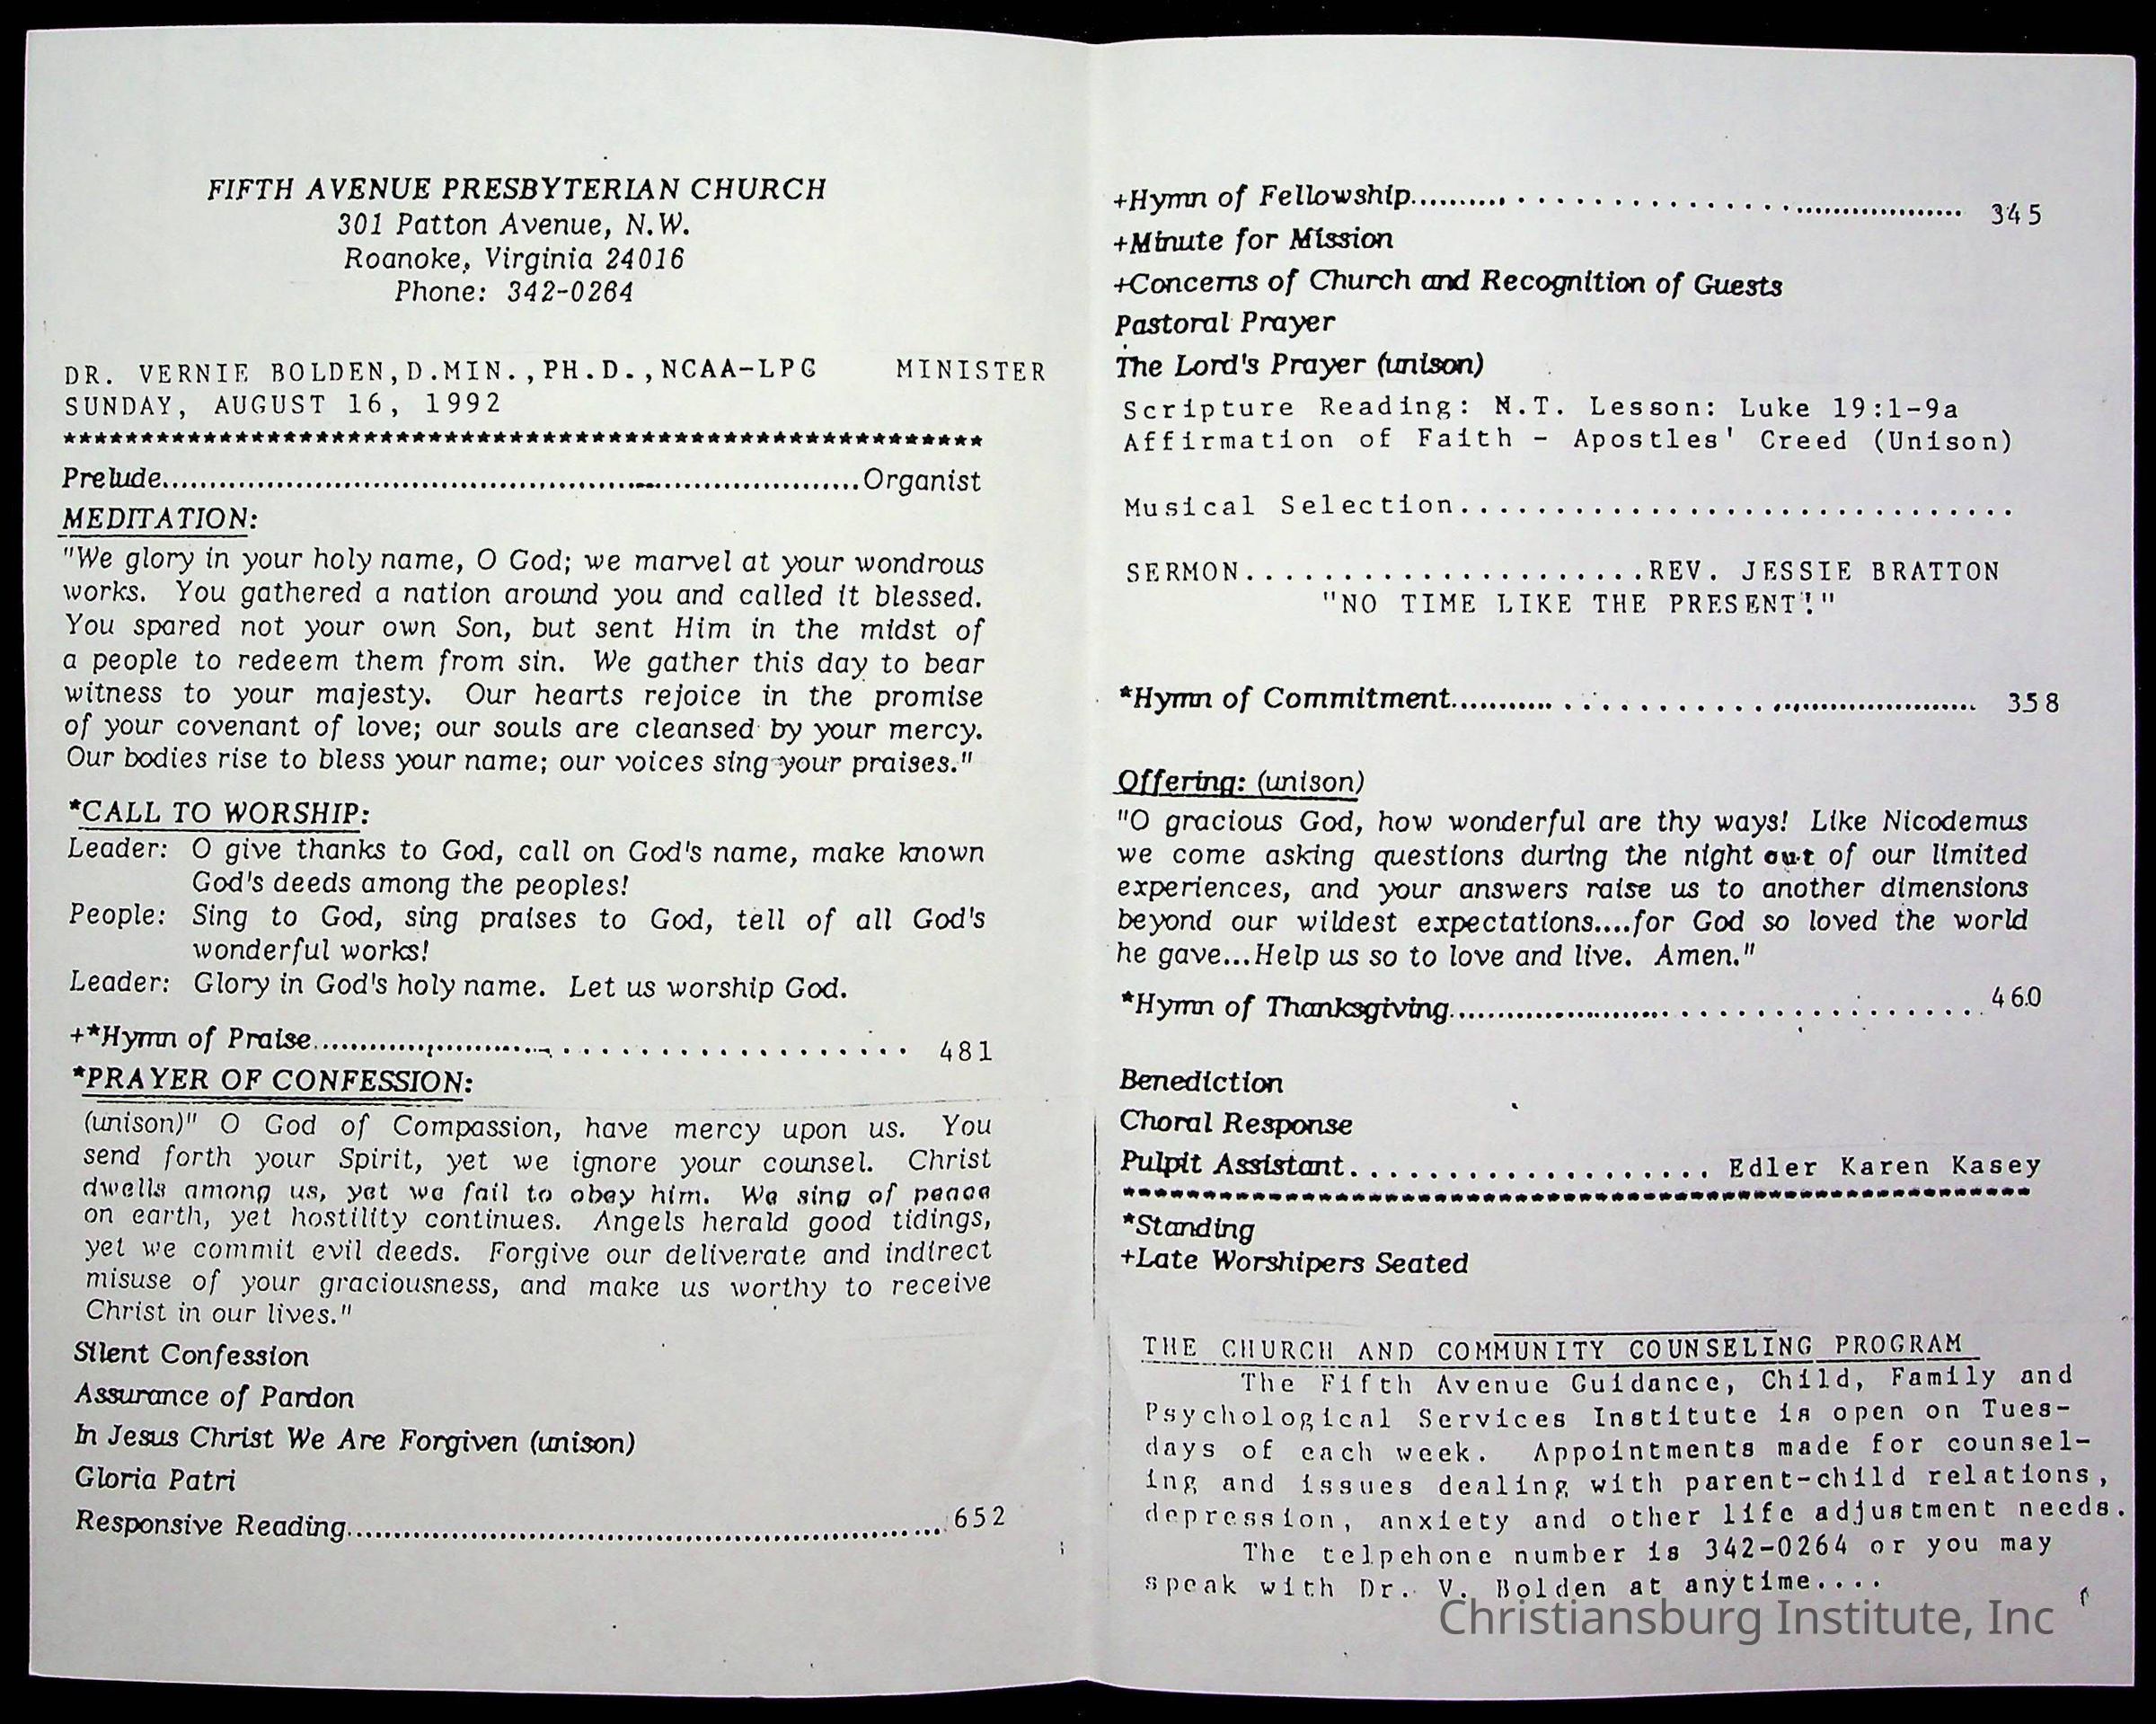 FIFTH AVENUE PRESBYTERIAN CHURCH
301 Patton Avenue, N.W.
Roanoke, Virginia 24016
Phone: 342-0264
DR. VERNIE BOLDEN,D.MIN.,PH.D.,NCAA-LPC MINISTER
SUNDAY, AUGUST 16, 1992
************************************************************
Prelude..................................................Organist
MEDITATION:
"We glory in your holy name, O God; we marvel at your wondrous
works. You gathered a nation around you and called it blessed.
You spared not your own Son, but sent Him in the midst of
a people to redeem them from sin. We gather this day to bear
witness to your majesty. Our hearts rejoice in the promise
of your covenant of love; our souls are cleansed by your mercy.
Our bodies rise to bless your name; our voices sing your praises."
*CALL TO WORSHIP:
Leader: O give thanks to God, call on God's name, make known
God's deeds among the peoples!
People: Sing to God, sing praises to God, tell of all God's
wonderful works!
Leader: Glory in God's holy name. Let us worship God.
+*Hymn of Praise.......................................... 481
*PRAYER OF CONFESSION:
(unison)" O God of Compassion, have mercy upon us. You
send forth your Spirit, yet we ignore your counsel. Christ
dwells among us, yet we fail to obey him. We sing of peace
on earth, yet hostility continues. Angels herald good tidings,
yet we commit evil deeds. Forgive our deliverate and indirect
misuse of your graciousness, and make us worthy to receive
Christ in our lives."
Silent Confession
Assurance of Pardon
In Jesus Christ We Are Forgiven (unison)
Gloria Patri
Responsive Reading..................................................652
+Hymn of Fellowship.......................................... 345
+Minute for Mission
+Concerns of Church and Recognition of Guests
Pastoral Prayer
The Lord's Prayer (unison)
Scripture Reading: N.T. Lesson: Luke 19:1-9a
Affirmation of Faith - Apostles' Creed (Unison)
Musical Selection.............................
SERMON.....................REV. JESSIE BRATTON
"NO TIME LIKE THE PRESENT!"
*Hymn of Commitment.......................................... 358
Offering: (unison)
"O gracious God, how wonderful are thy ways! Like Nicodemus
we come asking questions during the night out of our limited
experiences, and your answers raise us to another dimensions
beyond our wildest expectations....for God so loved the world
he gave...Help us so to love and live. Amen."
*Hymn of Thanksgiving.......................................460
Benediction
Choral Response
Pulpit Assistant................... Edler Karen Kasey
************************************************************
*Standing
+Late Worshipers Seated
THE CHURCH AND COMMUNITY COUNSELING PROGRAM
The Fifth Avenue Guidance, Child, Family and
Psychological Services Institute is open on Tues-
days of each week. Appointments made for counsel-
ing and issues dealing with parent-child relations,
depression, anxiety and other life adjustment needs.
The telpehone number is 342-0264 or you may
speak with Dr. V. Bolden at anytime....
Christiansburg Institute, Inc